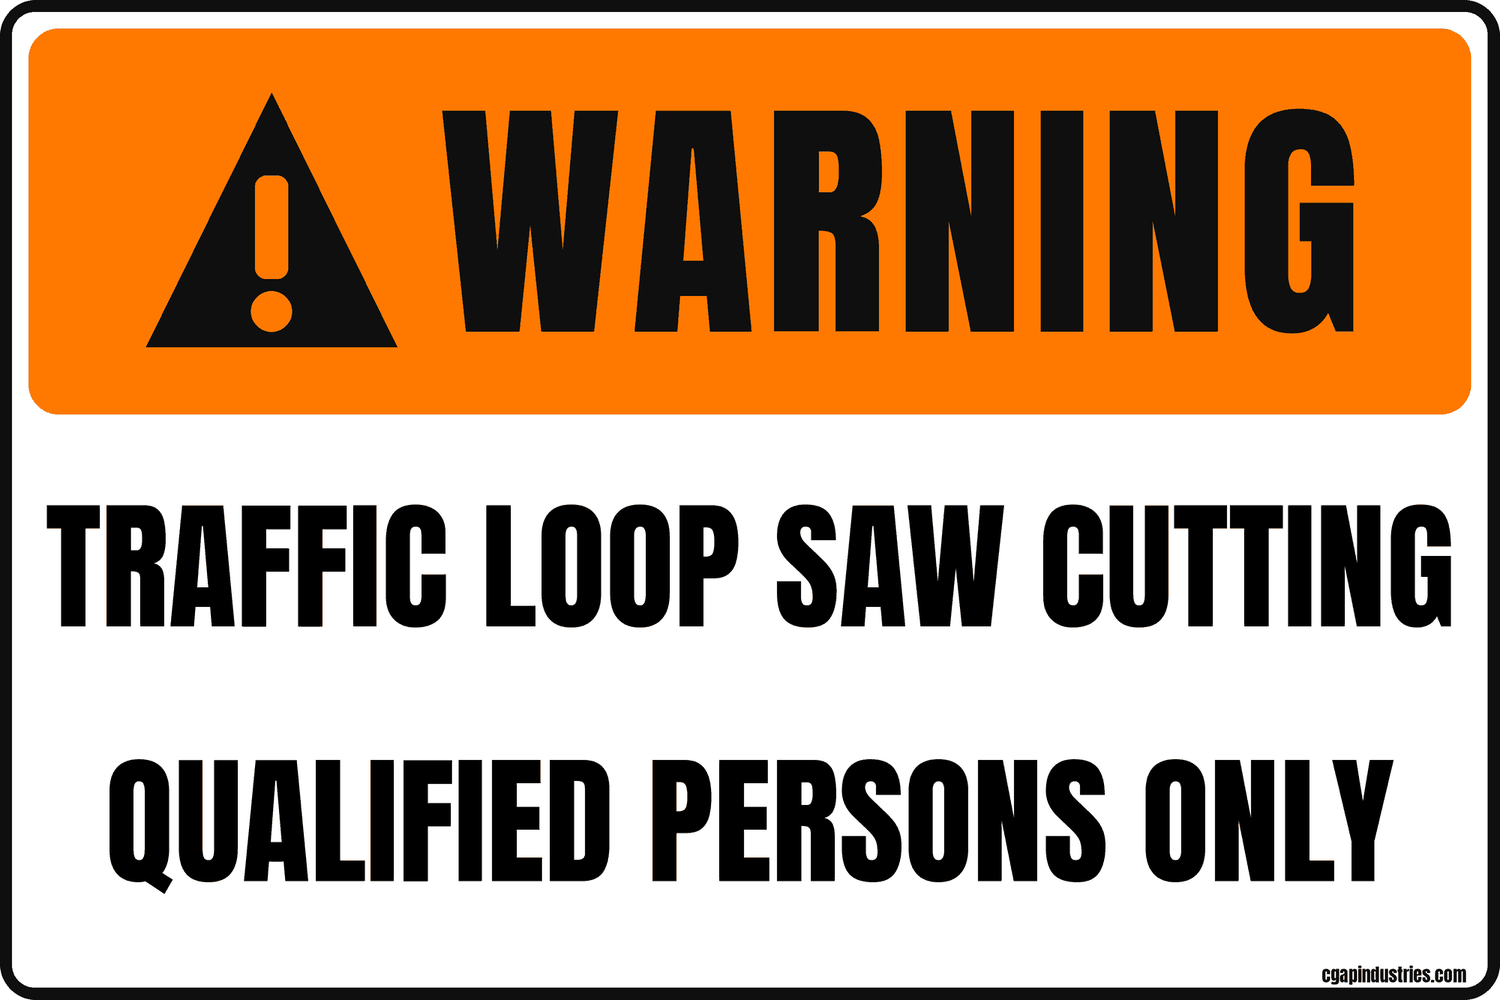 WARNING
TRAFFIC LOOP SAW CUTTING
QUALIFIED PERSONS ONLY
cgapindustries.com